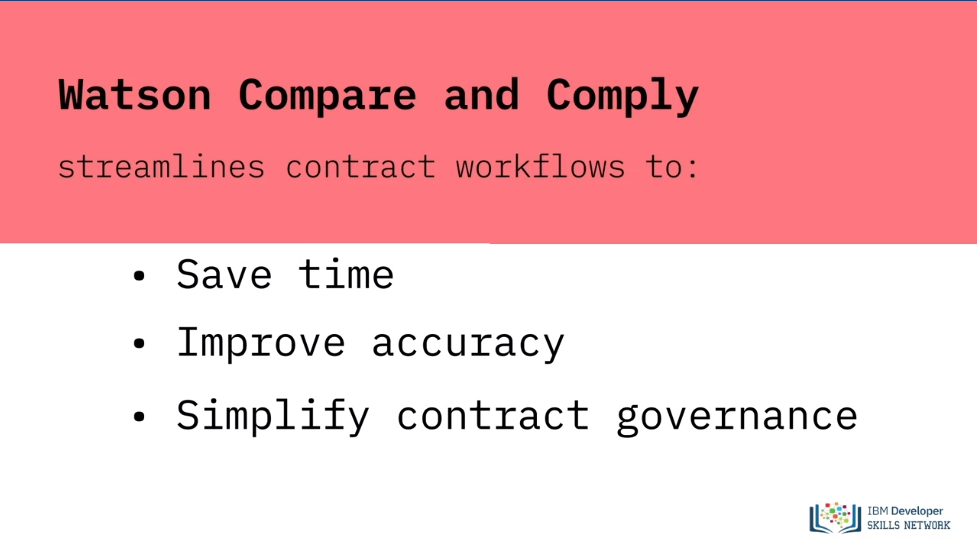 Watson Compare and Comply
streamlines contract workflows to:
• Save time
• Improve accuracy
• Simplify contract governance
IBM Developer
SKILLS NETWORK